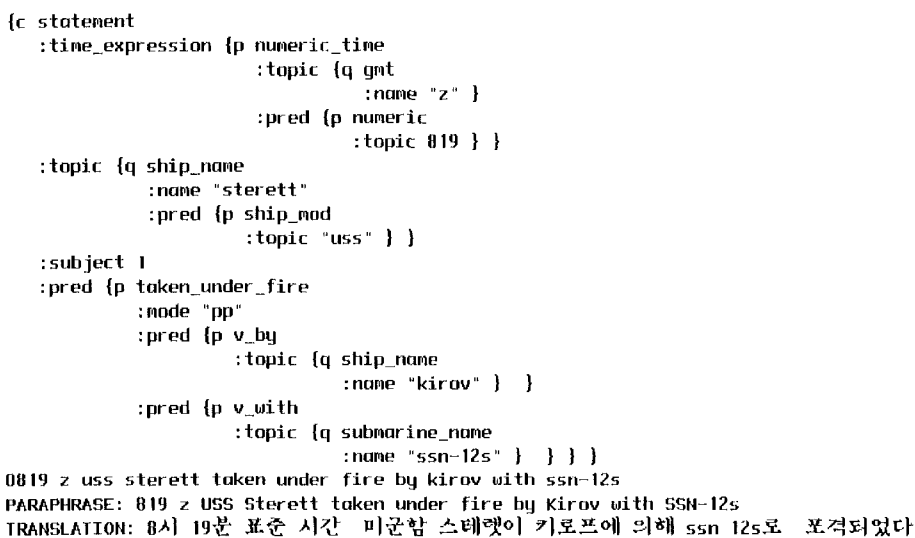 {c statement
:time_expression {p numeric_time
:topic {q gmt
:name "z" }
:pred {p numeric
:topic 819 } }
:topic {q ship_name
:name "sterett"
:pred {p ship_mod
:topic "uss" } }
:subject 1
:pred {p taken_under_fire
:mode "pp"
:pred {p v_by
:topic {q ship_name
:name "kirov" } }
:pred {p v_with
:topic {q submarine_name
:name "ssn-12s" } } } }
0819 z uss sterett taken under fire by kirov with ssn-12s
PARAPHRASE: 819 z USS Sterett taken under fire by Kirov with SSN-12s
TRANSLATION: 8시 19분 표준 시간 미군함 스테렛이 키로프에 의해 ssn 12s로 포격되었다